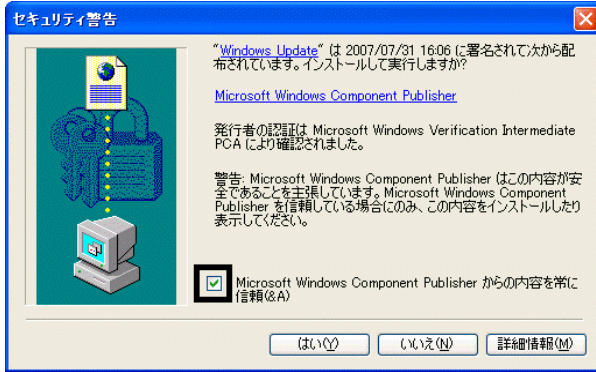 セキュリティ警告
"Windows Update" は 2007/07/31 16:06 に署名されて次から配
布されています。インストールして実行しますか?
Microsoft Windows Component Publisher
発行者の認証は Microsoft Windows Verification Intermediate
PCA により確認されました。
警告: Microsoft Windows Component Publisher はこの内容が安
全であることを主張しています。Microsoft Windows Component
Publisher を信頼している場合にのみ、この内容をインストールしたり
表示してください。
Microsoft Windows Component Publisher からの内容を常に
信頼(&A)
はい(Y) いいえ(N) 詳細情報(M)